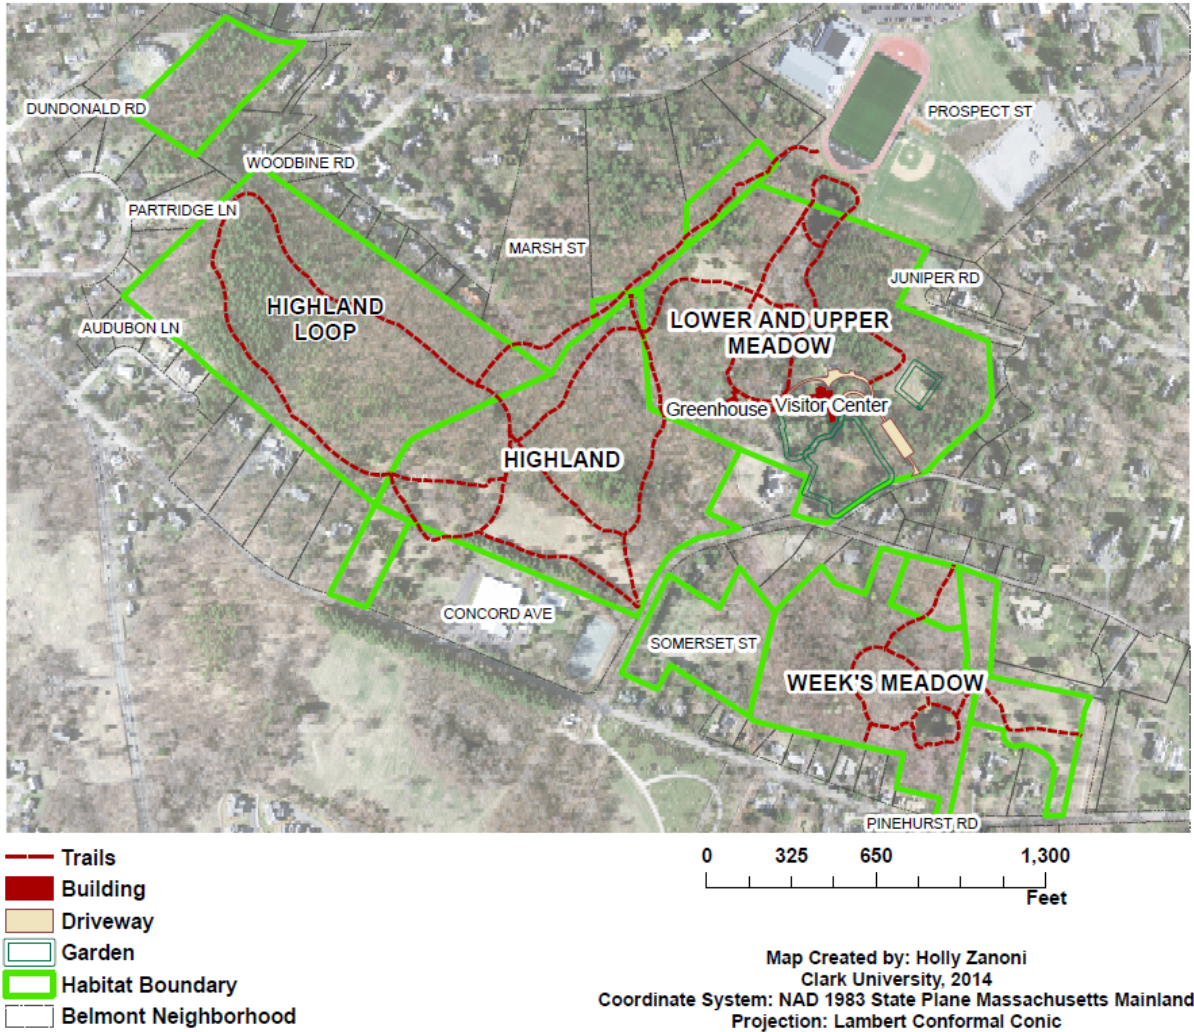 DUNDONALD RD
PROSPECT ST
WOODBINE RD
PARTRIDGE LN
MARSH ST
JUNIPER RD
HIGHLAND
LOOP
AUDUBON LN
LOWER AND UPPER
MEADOW
Greenhouse
Visitor Center
HIGHLAND
CONCORD AVE
SOMERSET ST
WEEK'S MEADOW
PINEHURST RD
Trails
Building
Driveway
Garden
Habitat Boundary
Belmont Neighborhood
0 325 650 1,300
Feet
Map Created by: Holly Zanoni
Clark University, 2014
Coordinate System: NAD 1983 State Plane Massachusetts Mainland
Projection: Lambert Conformal Conic